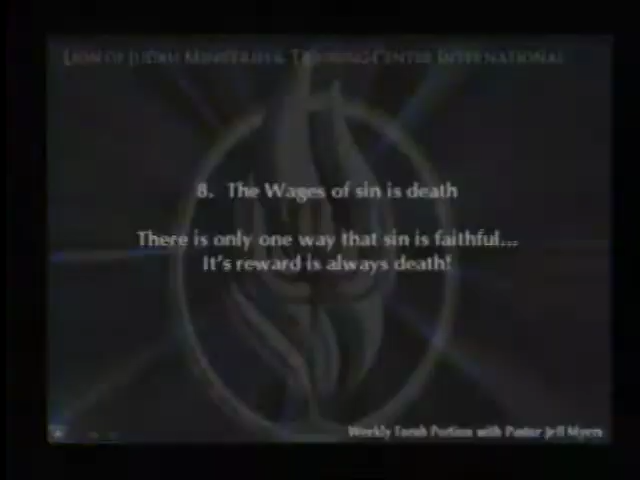 LION OF JUDAH MINISTRIES & TRAINING CENTER INTERNATIONAL
8. The Wages of sin is death
There is only one way that sin is faithful...
It's reward is always death!
Weekly Torah Portion with Pastor Jeff Myers